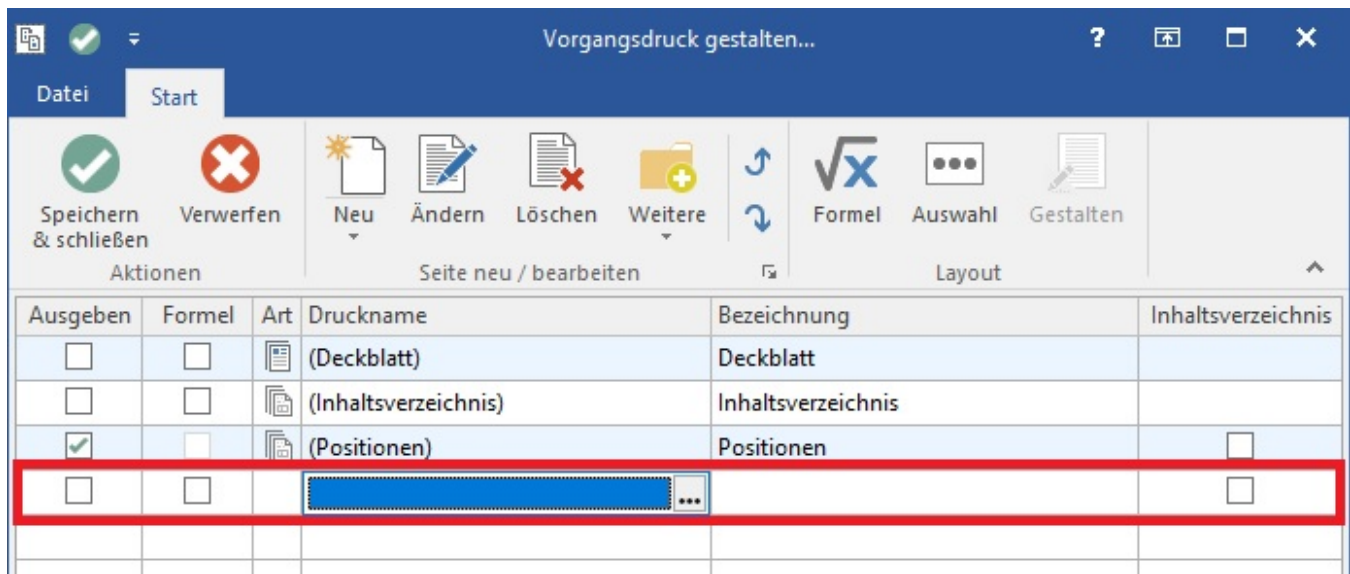 Vorgangsdruck gestalten...
?
Datei Start
Speichern & schließen Verwerfen Neu Ändern Löschen Weitere Formel Auswahl Gestalten
Aktionen Seite neu / bearbeiten Layout
Ausgeben Formel Art Druckname Bezeichnung Inhaltsverzeichnis
(Deckblatt) Deckblatt
(Inhaltsverzeichnis) Inhaltsverzeichnis
(Positionen) Positionen
...